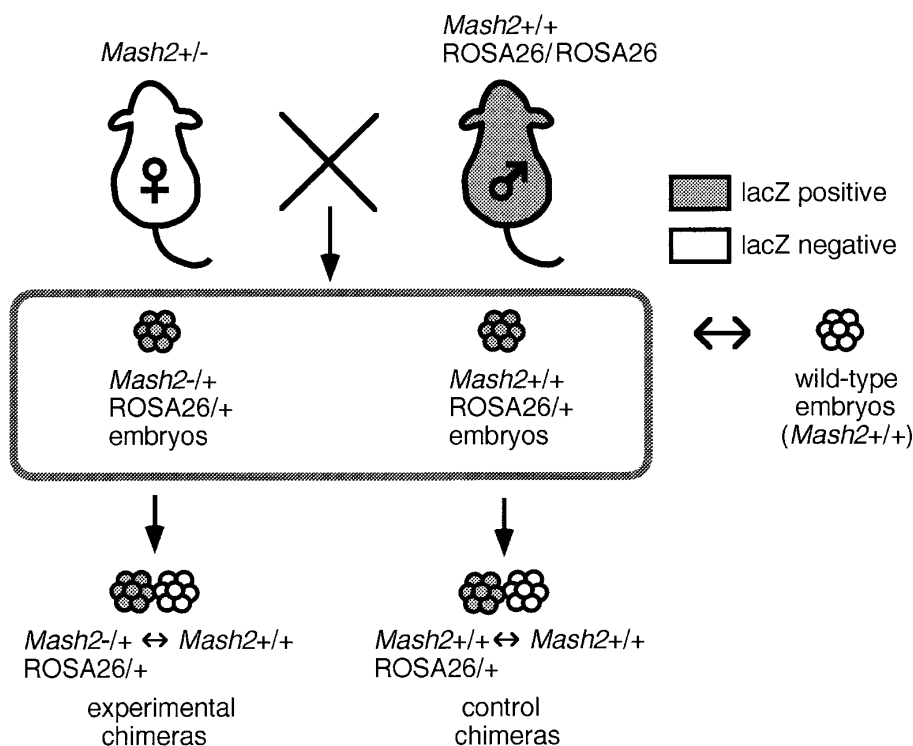 Mash2+/-
Mash2+/+
ROSA26/ROSA26
♀
♂
lacZ positive
lacZ negative
Mash2-/+
ROSA26/+
embryos
Mash2+/+
ROSA26/+
embryos
wild-type
embryos
(Mash2+/+)
Mash2-/+ ↔ Mash2+/+
ROSA26/+
experimental
chimeras
Mash2+/+ ↔ Mash2+/+
ROSA26/+
control
chimeras